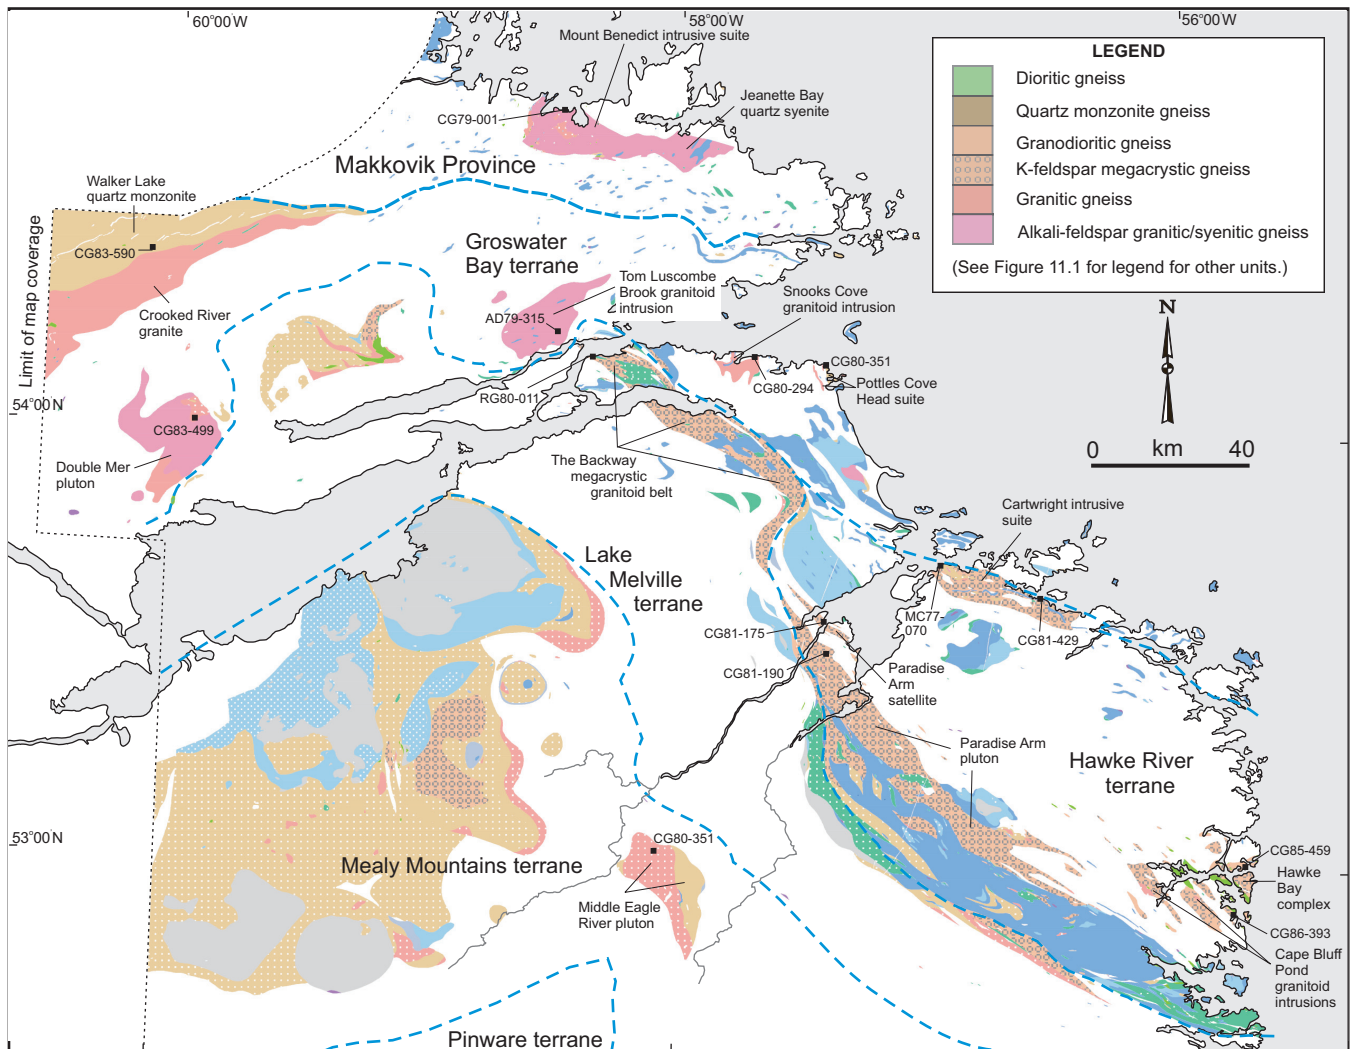 60°00'W
58°00'W
56°00'W
Mount Benedict intrusive suite
LEGEND
Dioritic gneiss
Quartz monzonite gneiss
Granodioritic gneiss
K-feldspar megacrystic gneiss
Granitic gneiss
Alkali-feldspar granitic/syenitic gneiss
(See Figure 11.1 for legend for other units.)
Jeanette Bay
quartz syenite
CG79-001
Makkovik Province
Walker Lake
quartz monzonite
CG83-590
Limit of map coverage
Groswater
Bay terrane
Tom Luscombe
Brook granitoid
intrusion
Snooks Cove
granitoid intrusion
N
Crooked River
granite
AD79-315
CG80-351
CG80-294
Pottles Cove
Head suite
RG80-011
54°00'N
CG83-499
0 km 40
Double Mer
pluton
The Backway
megacrystic
granitoid belt
Cartwright intrusive
suite
Lake
Melville
terrane
MC77-
070
CG81-175
CG81-429
CG81-190
Paradise
Arm
satellite
Paradise Arm
pluton
Hawke River
terrane
53°00'N
CG80-351
Mealy Mountains terrane
CG85-459
Hawke
Bay
complex
Middle Eagle
River pluton
CG86-393
Cape Bluff
Pond
granitoid
intrusions
Pinware terrane